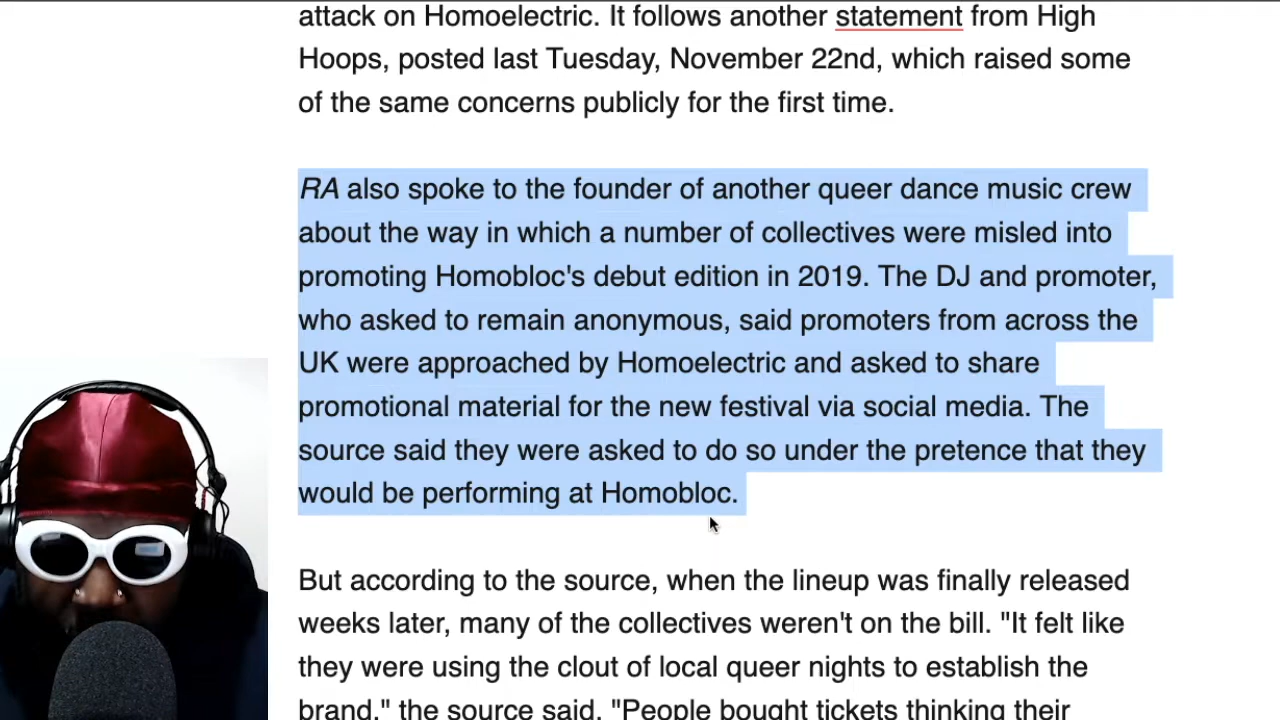 attack on Homoelectric. It follows another statement from High
Hoops, posted last Tuesday, November 22nd, which raised some
of the same concerns publicly for the first time.
RA also spoke to the founder of another queer dance music crew
about the way in which a number of collectives were misled into
promoting Homobloc's debut edition in 2019. The DJ and promoter,
who asked to remain anonymous, said promoters from across the
UK were approached by Homoelectric and asked to share
promotional material for the new festival via social media. The
source said they were asked to do so under the pretence that they
would be performing at Homobloc.
But according to the source, when the lineup was finally released
weeks later, many of the collectives weren't on the bill. "It felt like
they were using the clout of local queer nights to establish the
brand," the source said. "People bought tickets thinking their